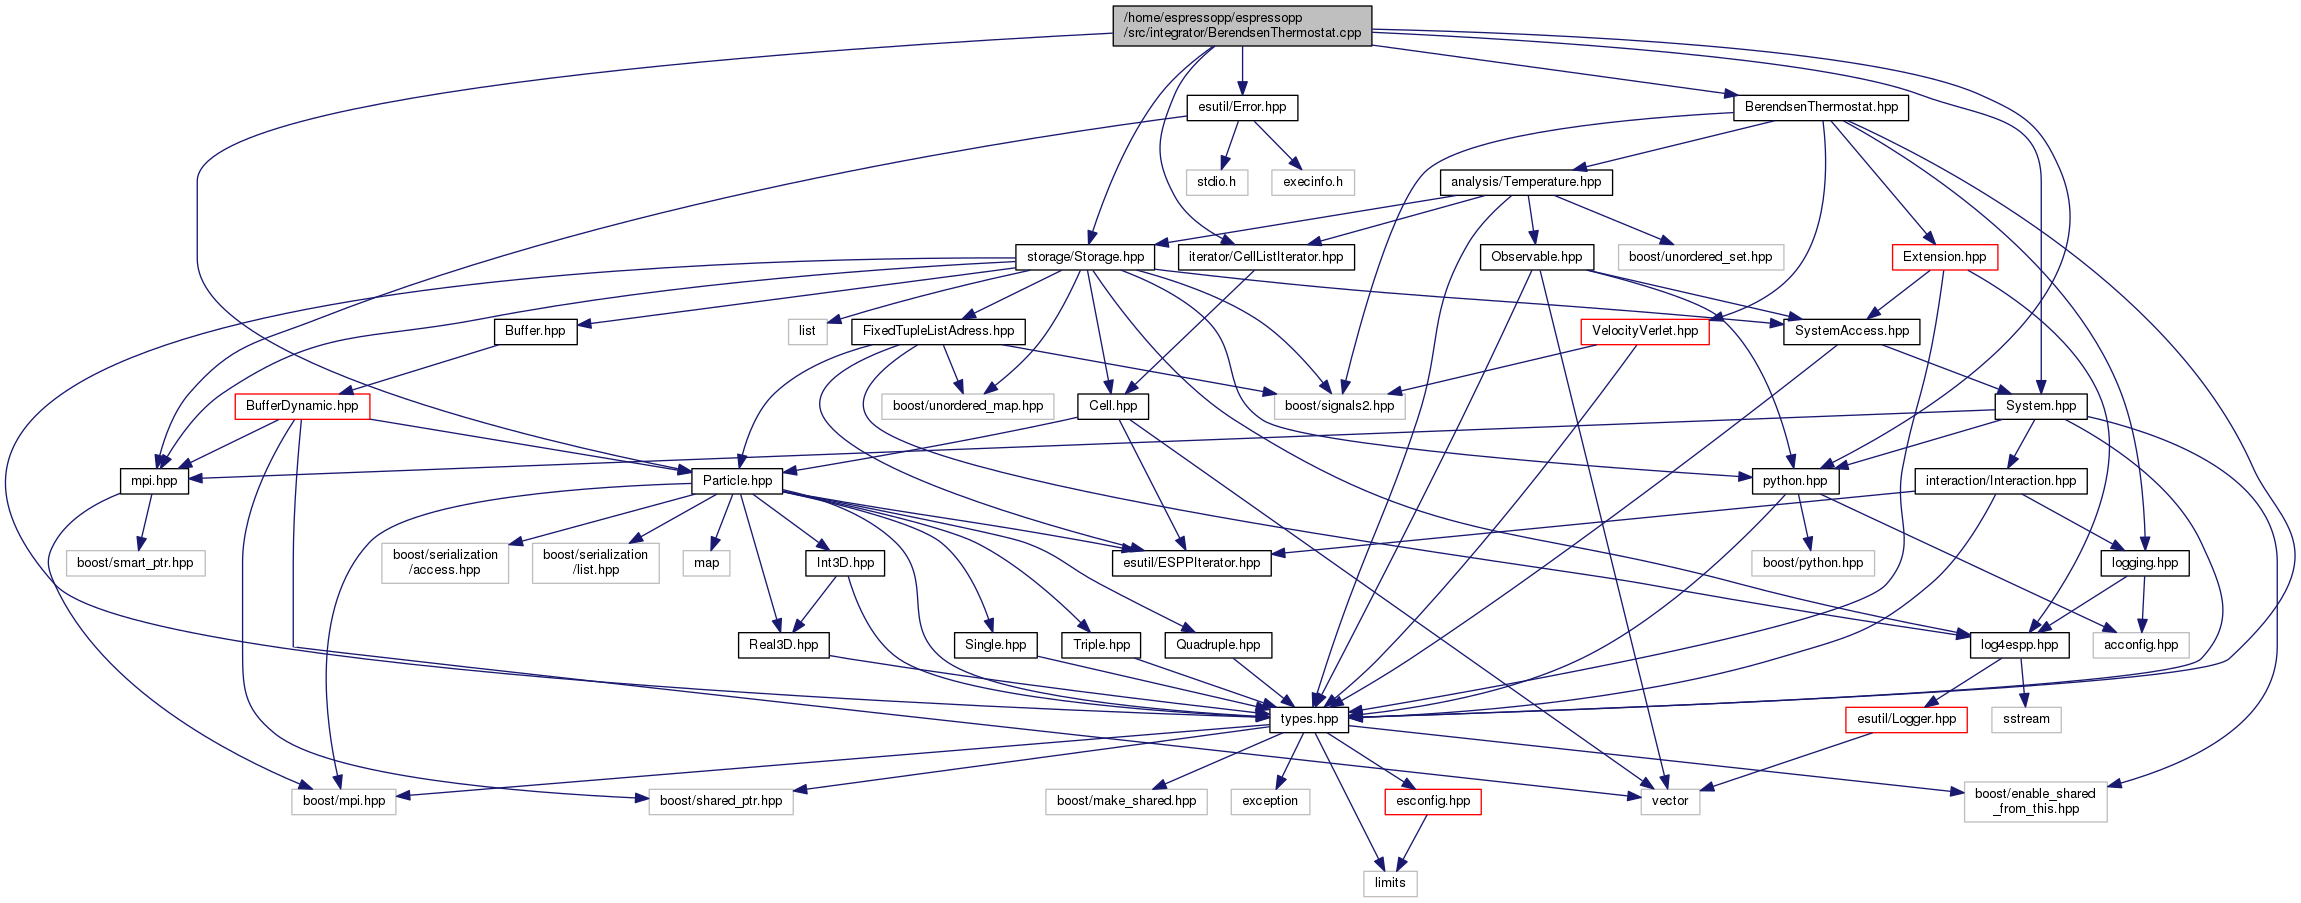 /home/espressopp/espressopp
/src/integrator/BerendsenThermostat.cpp
esutil/Error.hpp
BerendsenThermostat.hpp
stdio.h
execinfo.h
analysis/Temperature.hpp
storage/Storage.hpp
iterator/CellListIterator.hpp
Observable.hpp
boost/unordered_set.hpp
Extension.hpp
Buffer.hpp
list
FixedTupleListAdress.hpp
VelocityVerlet.hpp
SystemAccess.hpp
BufferDynamic.hpp
boost/unordered_map.hpp
Cell.hpp
boost/signals2.hpp
System.hpp
mpi.hpp
Particle.hpp
python.hpp
interaction/Interaction.hpp
boost/smart_ptr.hpp
boost/serialization
/access.hpp
boost/serialization
/list.hpp
map
Int3D.hpp
esutil/ESPPIterator.hpp
boost/python.hpp
logging.hpp
Real3D.hpp
Single.hpp
Triple.hpp
Quadruple.hpp
log4espp.hpp
acconfig.hpp
types.hpp
esutil/Logger.hpp
sstream
boost/mpi.hpp
boost/shared_ptr.hpp
boost/make_shared.hpp
exception
esconfig.hpp
vector
boost/enable_shared
_from_this.hpp
limits